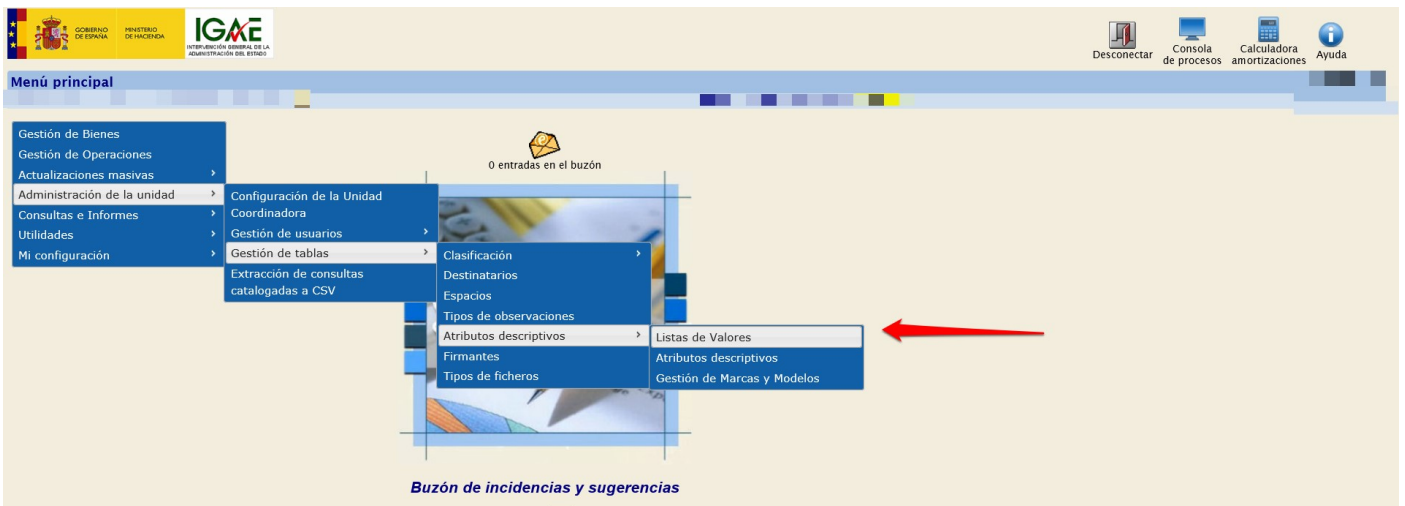 GOBIERNO
DE ESPAÑA
MINISTERIO
DE HACIENDA
IGAE
INTERVENCIÓN GENERAL DE LA
ADMINISTRACIÓN DEL ESTADO
Desconectar
Consola
de procesos
Calculadora
amortizaciones
Ayuda
Menú principal
0 entradas en el buzón
Gestión de Bienes
Gestión de Operaciones
Actualizaciones masivas
Administración de la unidad
Consultas e Informes
Utilidades
Mi configuración
Configuración de la Unidad
Coordinadora
Gestión de usuarios
Gestión de tablas
Extracción de consultas
catalogadas a CSV
Clasificación
Destinatarios
Espacios
Tipos de observaciones
Atributos descriptivos
Firmantes
Tipos de ficheros
Listas de Valores
Atributos descriptivos
Gestión de Marcas y Modelos
Buzón de incidencias y sugerencias